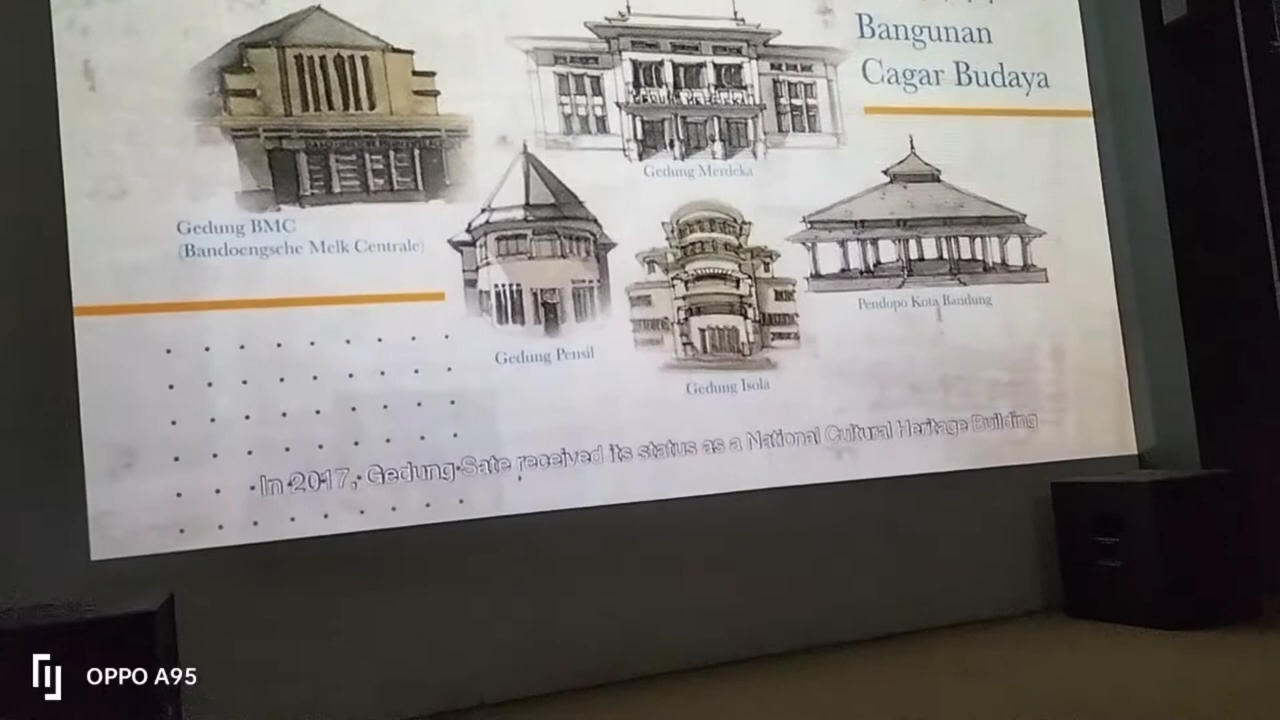 Bangunan
Cagar Budaya
Gedung Merdeka
Gedung BMC
(Bandoengsche Melk Centrale)
Pendopo Kota Bandung
Gedung Pensil
Gedung Isola
In 2017, Gedung Sate received its status as a National Cultural Heritage Building
OPPO A95